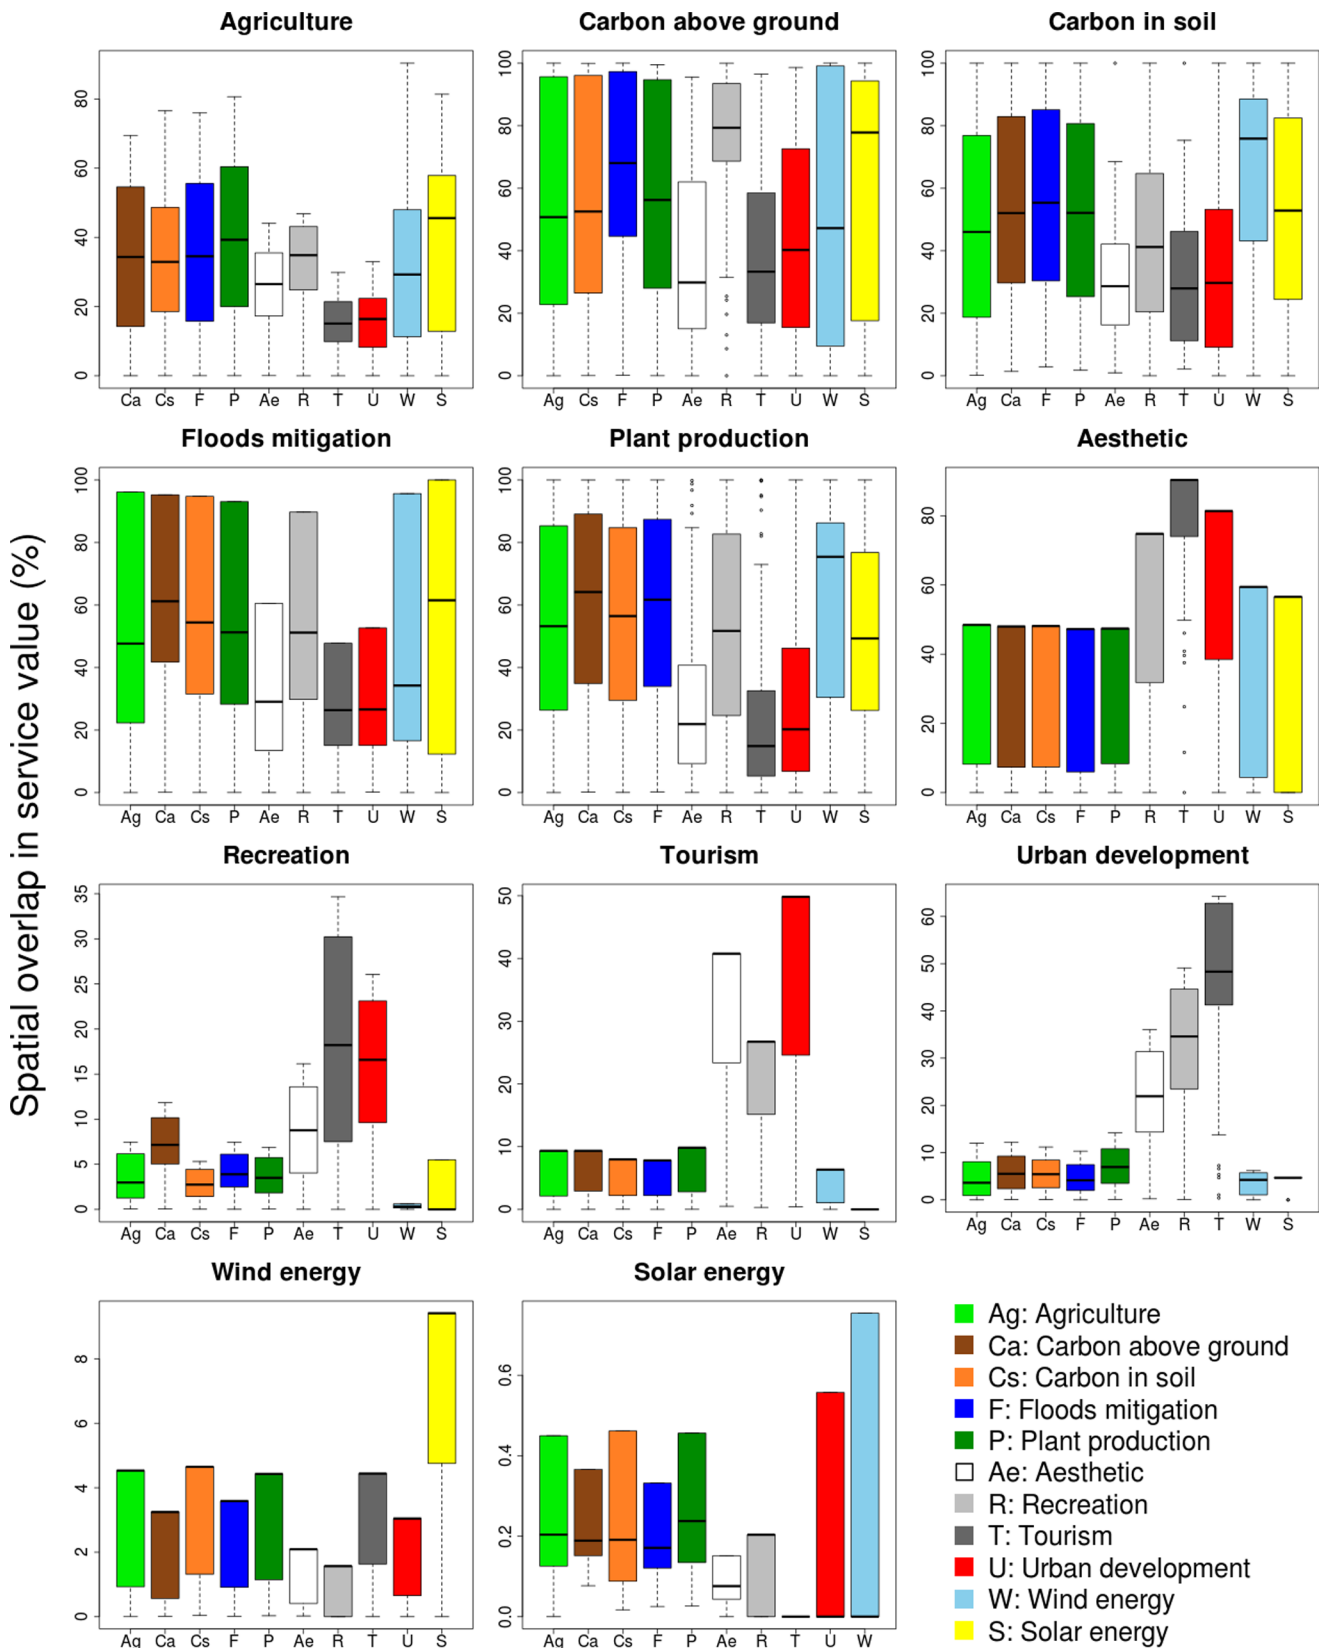 Agriculture
Carbon above ground
Carbon in soil
80
60
40
20
0
100
80
60
40
20
0
100
80
60
40
20
0
Ca Cs F P Ae R T U W S
Ag Cs F P Ae R T U W S
Ag Ca F P Ae R T U W S
Floods mitigation
Plant production
Aesthetic
100
80
60
40
20
0
100
80
60
40
20
0
80
60
40
20
0
Ag Ca Cs P Ae R T U W S
Ag Ca Cs F Ae R T U W S
Ag Ca Cs F P R T U W S
Spatial overlap in service value (%)
Recreation
Tourism
Urban development
35
30
25
20
15
10
5
0
50
40
30
20
10
0
60
50
40
30
20
10
0
Ag Ca Cs F P Ae T U W S
Ag Ca Cs F P Ae R U W S
Ag Ca Cs F P Ae R T W S
Wind energy
Solar energy
8
6
4
2
0
0.6
0.4
0.2
0.0
Ag Ca Cs F P Ae R T U S
Ag Ca Cs F P Ae R T U W
Ag: Agriculture
Ca: Carbon above ground
Cs: Carbon in soil
F: Floods mitigation
P: Plant production
Ae: Aesthetic
R: Recreation
T: Tourism
U: Urban development
W: Wind energy
S: Solar energy